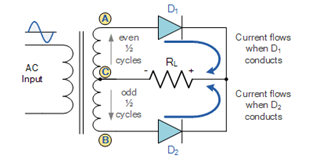 D₁
A
even
½
cycles
Current flows
when D₁
conducts
AC
Input
C
RL
- +
odd
½
cycles
Current flows
when D₂
conducts
B
D₂